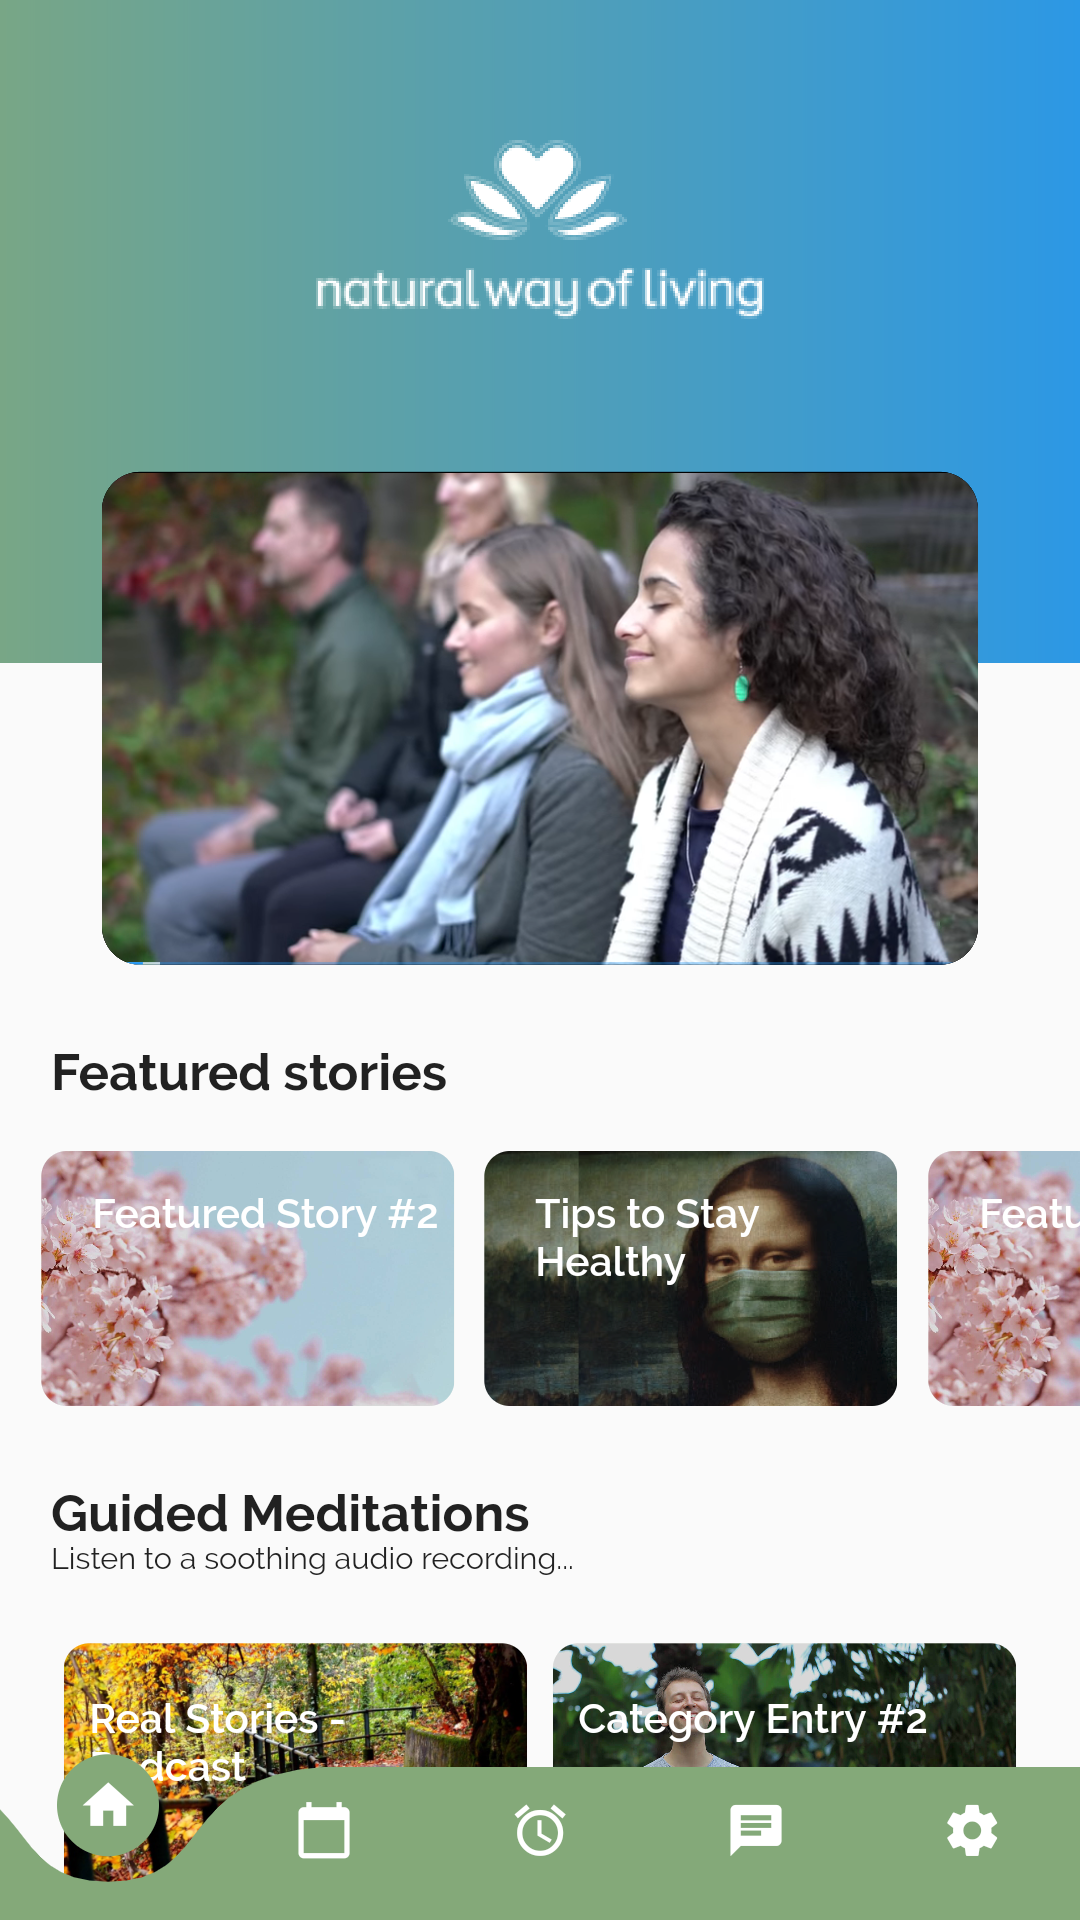 natural way of living
Featured stories
Featured Story #2
Tips to Stay
Healthy
Featu
Guided Meditations
Listen to a soothing audio recording...
Real Stories -
Category Entry #2
dcast